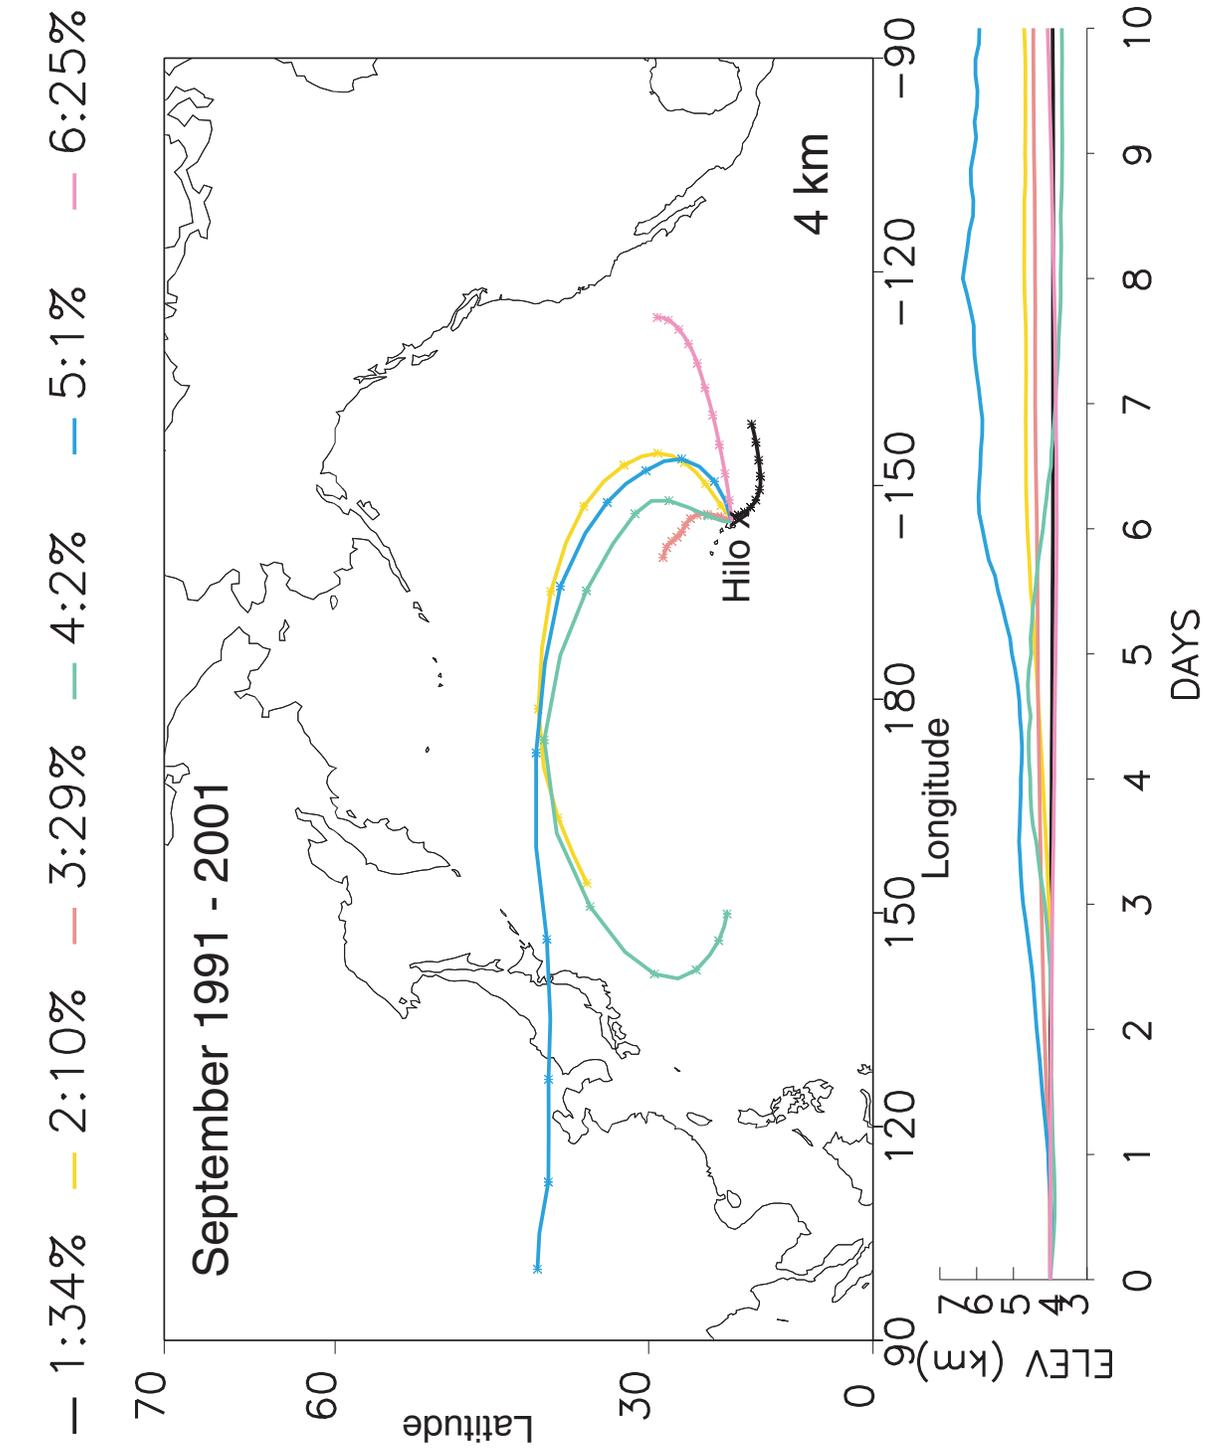 1:34% 2:10% 3:29% 4:2% 5:1% 6:25%
September 1991 - 2001
4 km
Hilo X
Latitude
70
60
30
0
90 120 150 180 −150 −120 −90
Longitude
ELEV (km)
7
6
5
4
3
0 1 2 3 4 5 6 7 8 9 10
DAYS